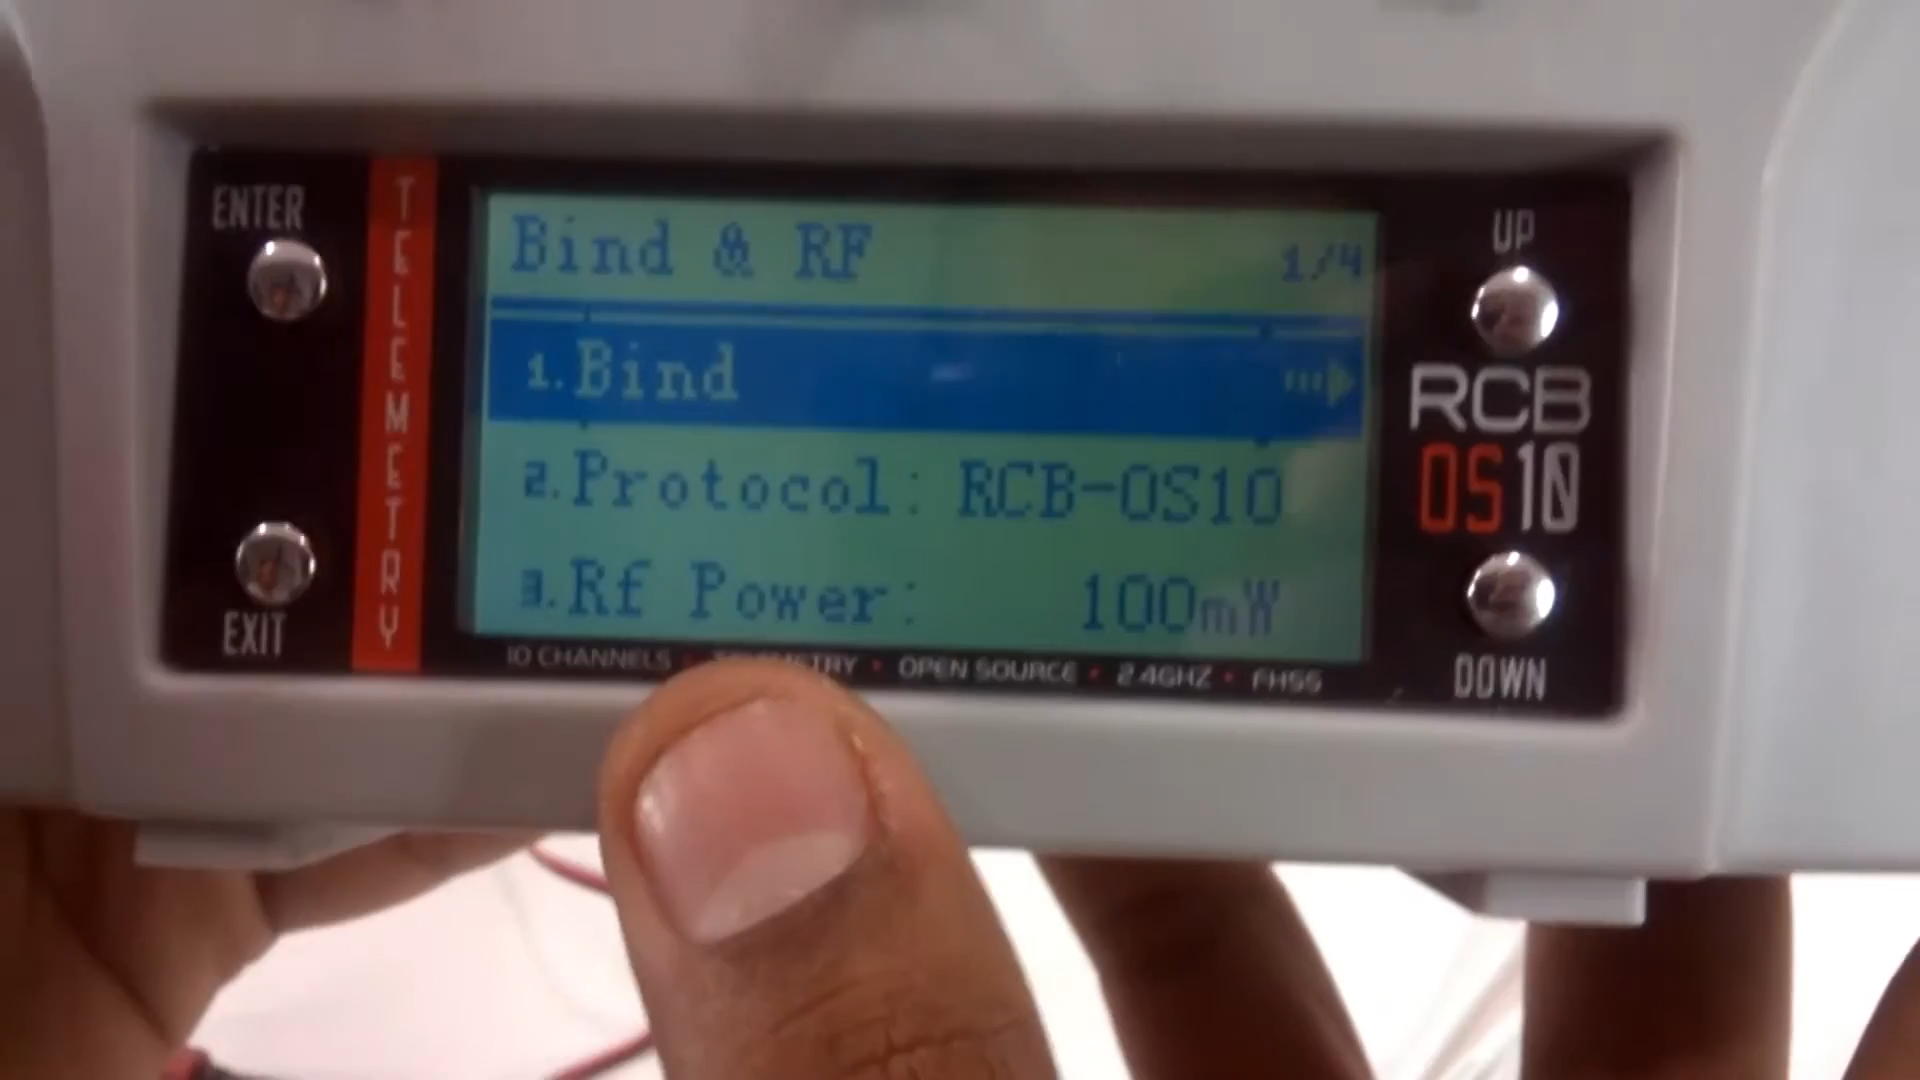 ENTER
EXIT
TELEMETRY
Bind & RF 1/4
1.Bind
2.Protocol: RCB-OS10
3.Rf Power: 100mW
10 CHANNELS • TELEMETRY • OPEN SOURCE • 2.4GHZ • FHSS
UP
RCB
OS10
DOWN